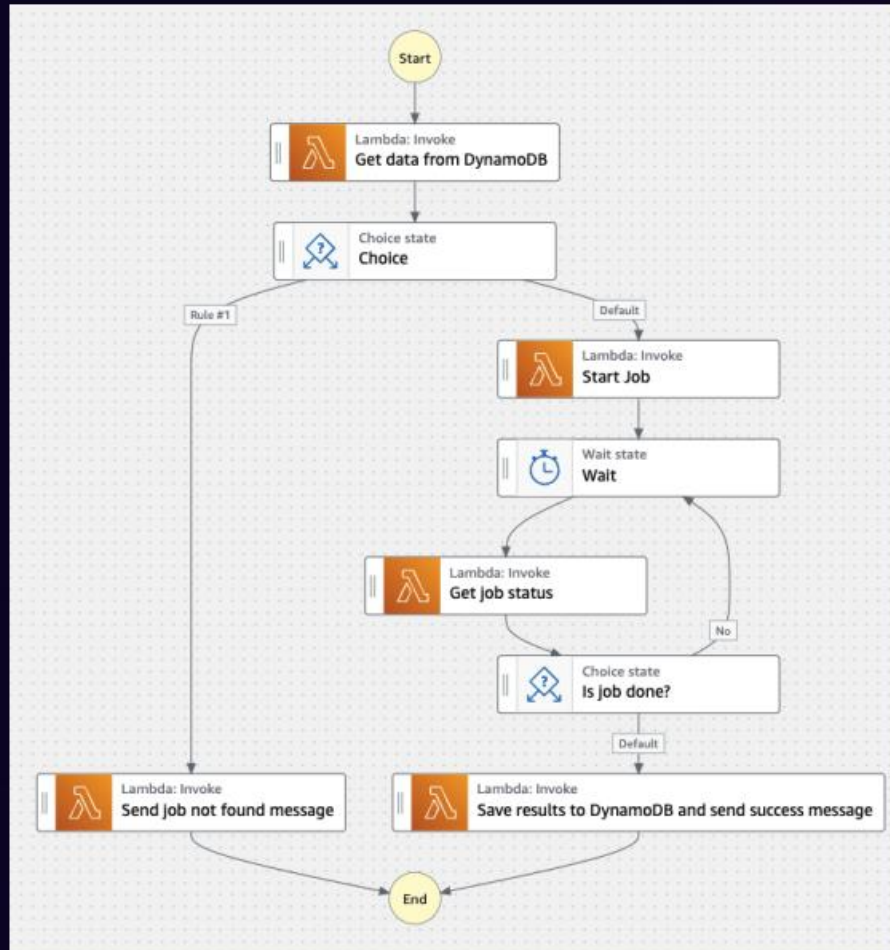 Start
Lambda: Invoke
Get data from DynamoDB
Choice state
Choice
Rule #1
Default
Lambda: Invoke
Start Job
Wait state
Wait
Lambda: Invoke
Get job status
No
Choice state
Is job done?
Default
Lambda: Invoke
Send job not found message
Lambda: Invoke
Save results to DynamoDB and send success message
End